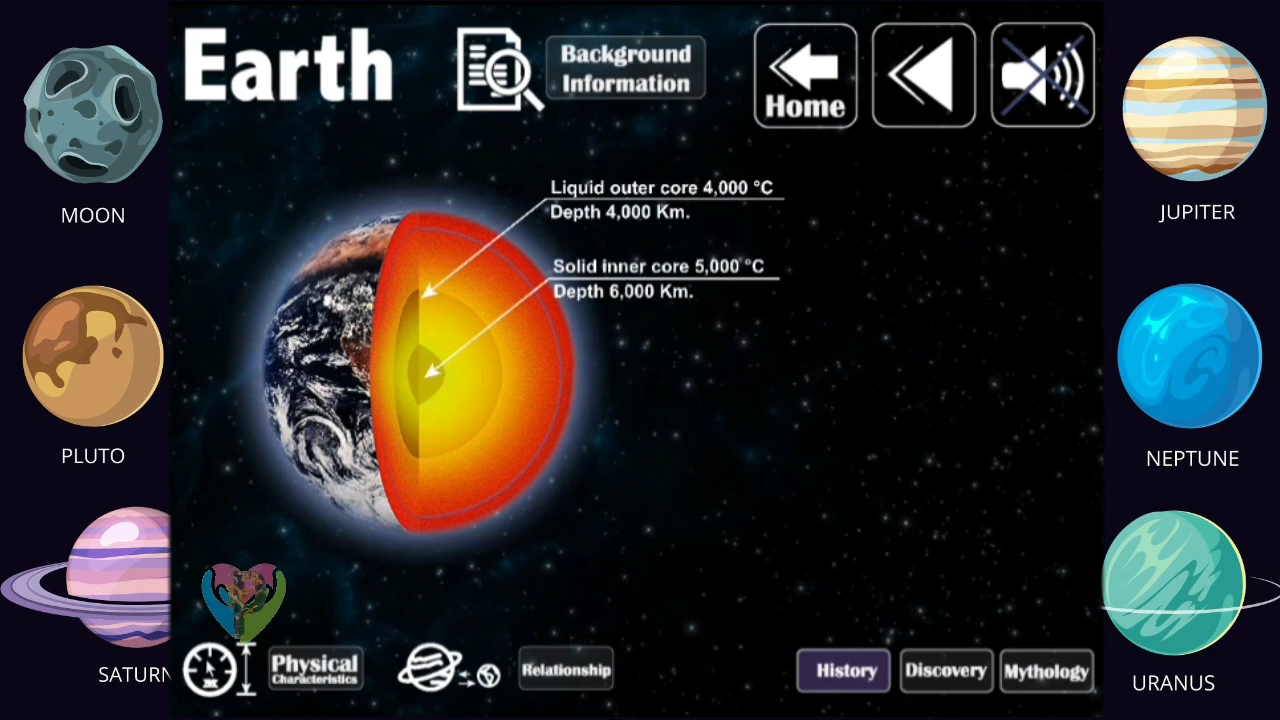 Earth
Background
Information
Home
MOON
JUPITER
Liquid outer core 4,000 °C
Depth 4,000 Km.
Solid inner core 5,000 °C
Depth 6,000 Km.
PLUTO
NEPTUNE
SATURN
Physical
Characteristics
Relationship
History
Discovery
Mythology
URANUS